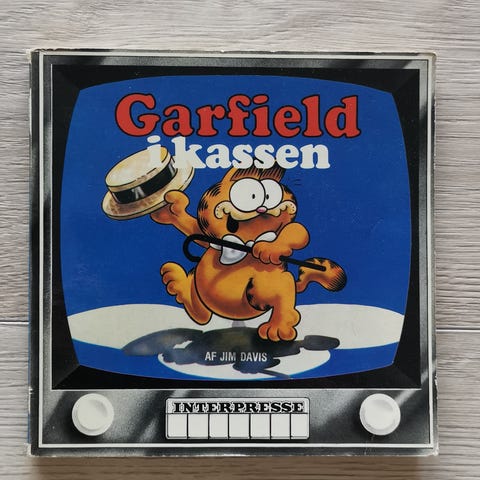 Garfield
i kassen
AF JIM DAVIS
INTERPRESSE